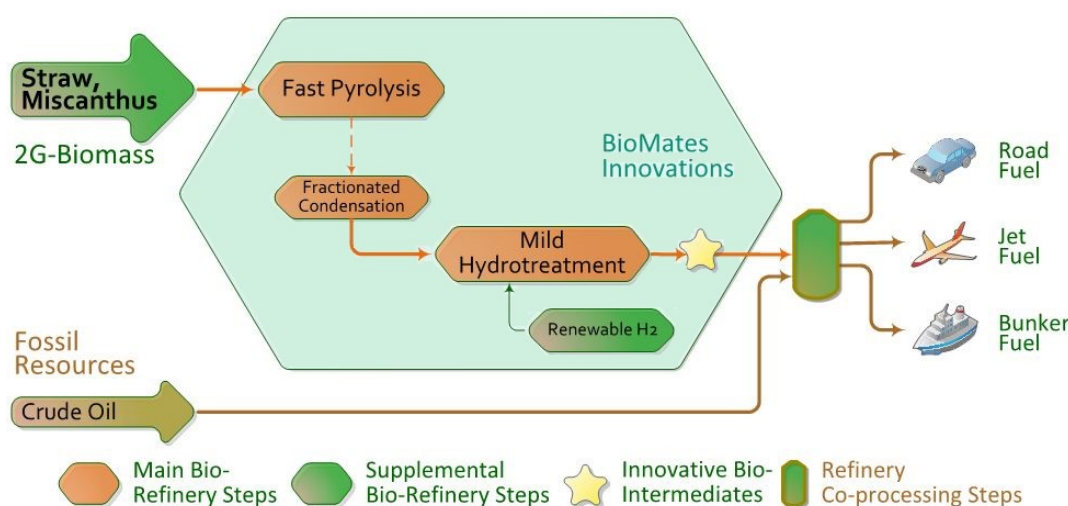 Straw,
Miscanthus
2G-Biomass
Fast Pyrolysis
Fractionated
Condensation
BioMates
Innovations
Mild
Hydrotreatment
Renewable H2
Road
Fuel
Jet
Fuel
Bunker
Fuel
Fossil
Resources
Crude Oil
Main Bio-
Refinery Steps
Supplemental
Bio-Refinery Steps
Innovative Bio-
Intermediates
Refinery
Co-processing Steps